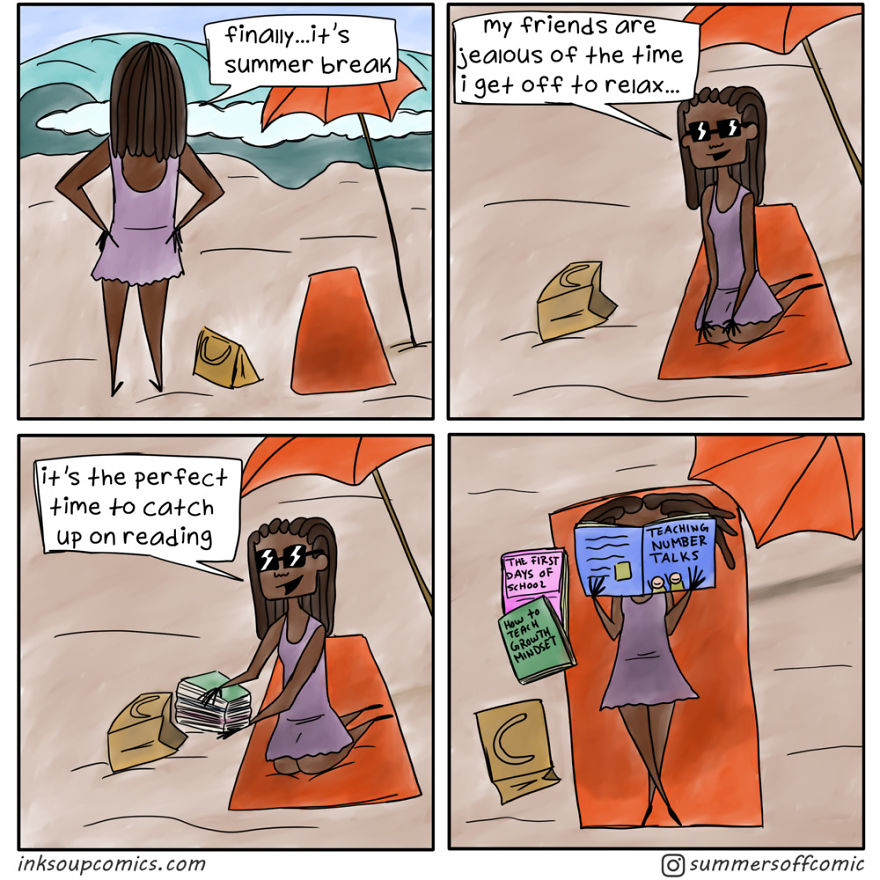 finally...it's
summer break
my friends are
jealous of the time
i get off to relax...
it's the perfect
time to catch
up on reading
THE FIRST
DAYS OF
SCHOOL
HOW to
TEACH
GROWTH
MINDSET
TEACHING
NUMBER
TALKS
inksoupcomics.com
summersoffcomic